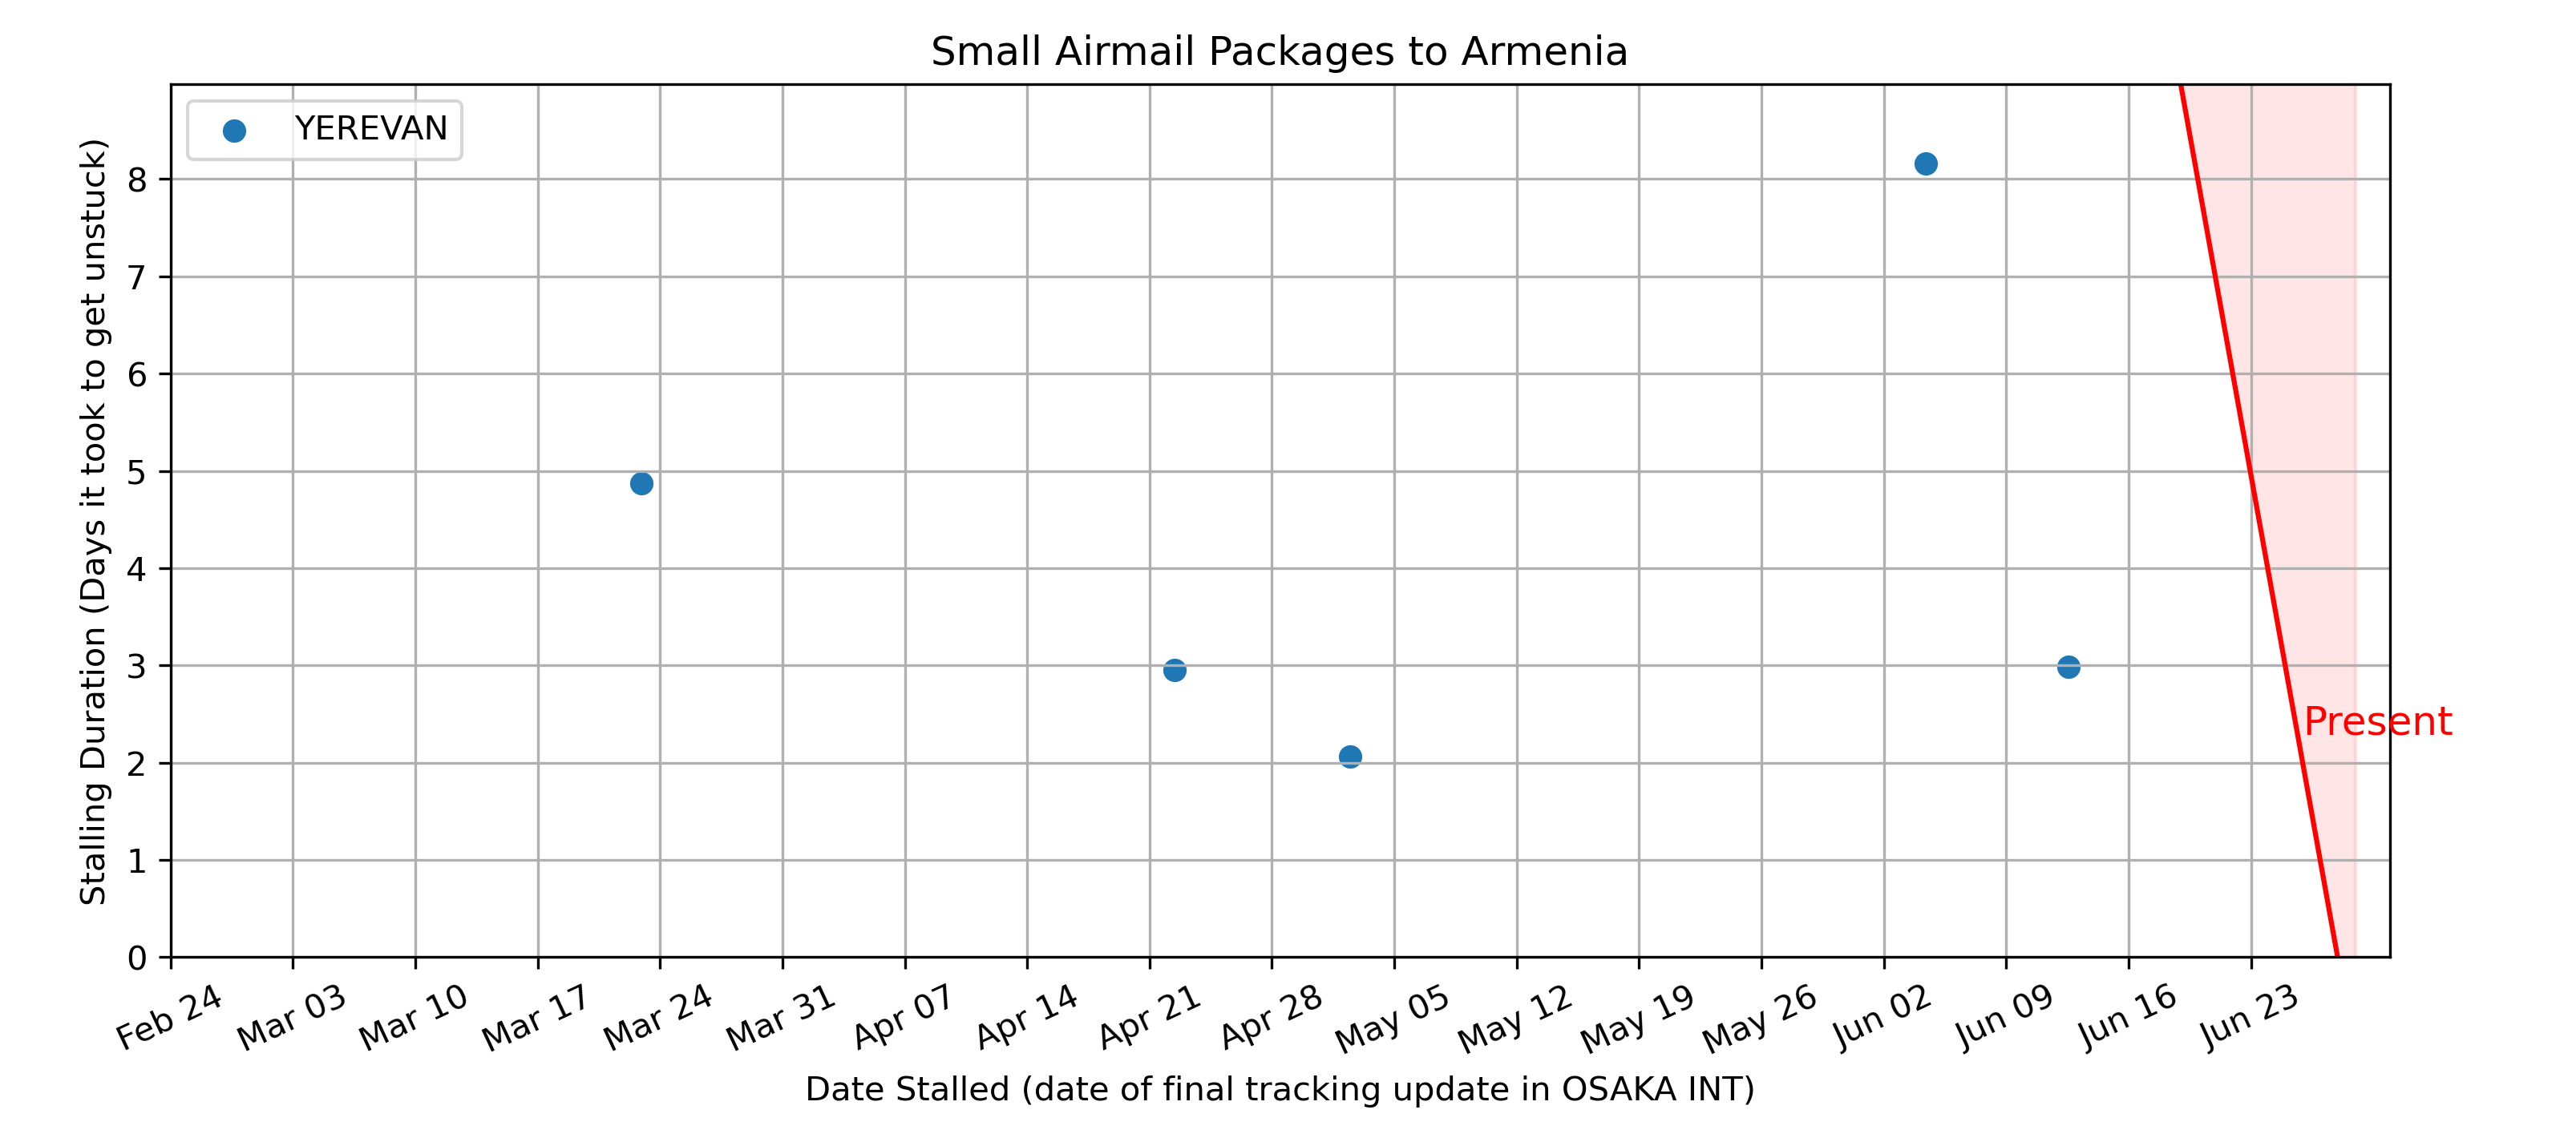 Small Airmail Packages to Armenia
YEREVAN
Stalling Duration (Days it took to get unstuck)
8
7
6
5
4
3
2
1
0
Present
Feb 24
Mar 03
Mar 10
Mar 17
Mar 24
Mar 31
Apr 07
Apr 14
Apr 21
Apr 28
May 05
May 12
May 19
May 26
Jun 02
Jun 09
Jun 16
Jun 23
Date Stalled (date of final tracking update in OSAKA INT)